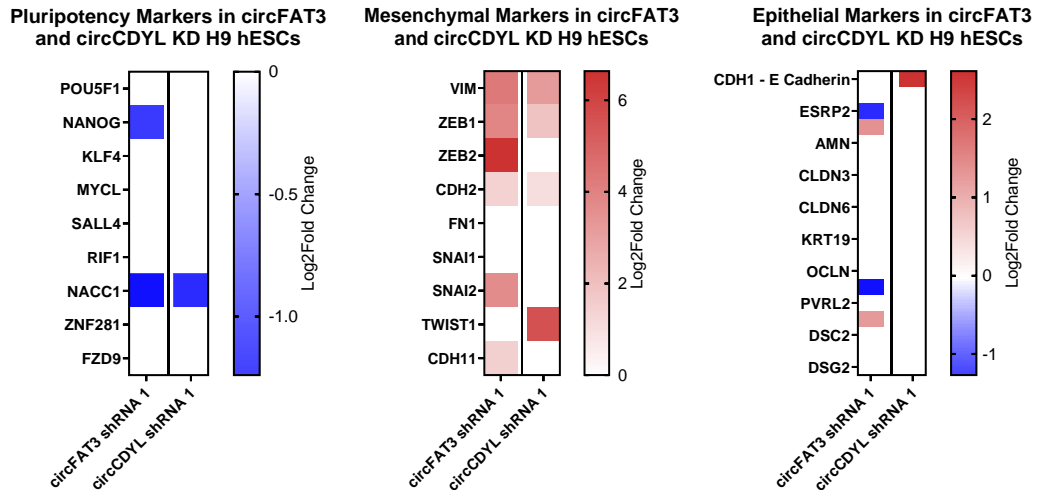 Pluripotency Markers in circFAT3
and circCDYL KD H9 hESCs
POU5F1
NANOG
KLF4
MYCL
SALL4
RIF1
NACC1
ZNF281
FZD9
circFAT3 shRNA 1
circCDYL shRNA 1
0
-0.5
-1.0
Log2Fold Change
Mesenchymal Markers in circFAT3
and circCDYL KD H9 hESCs
VIM
ZEB1
ZEB2
CDH2
FN1
SNAI1
SNAI2
TWIST1
CDH11
circFAT3 shRNA 1
circCDYL shRNA 1
6
4
2
0
Log2Fold Change
Epithelial Markers in circFAT3
and circCDYL KD H9 hESCs
CDH1 - E Cadherin
ESRP2
AMN
CLDN3
CLDN6
KRT19
OCLN
PVRL2
DSC2
DSG2
circFAT3 shRNA 1
circCDYL shRNA 1
2
1
0
-1
Log2Fold Change